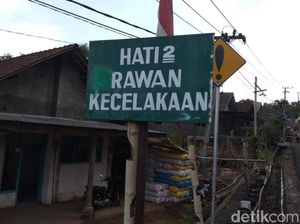 HATI2
RAWAN
KECELAKAAN
!
detikcom